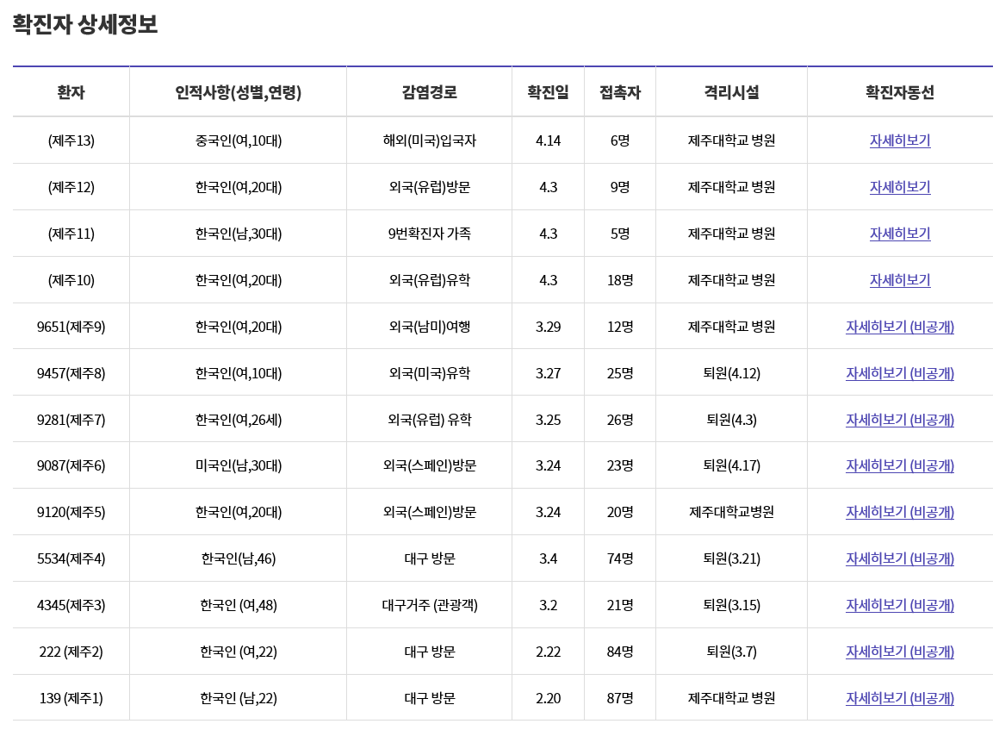 확진자 상세정보
환자 인적사항(성별,연령) 감염경로 확진일 접촉자 격리시설 확진자동선
(제주13) 중국인(여,10대) 해외(미국)입국자 4.14 6명 제주대학교 병원 자세히보기
(제주12) 한국인(여,20대) 외국(유럽)방문 4.3 9명 제주대학교 병원 자세히보기
(제주11) 한국인(남,30대) 9번확진자 가족 4.3 5명 제주대학교 병원 자세히보기
(제주10) 한국인(여,20대) 외국(유럽)유학 4.3 18명 제주대학교 병원 자세히보기
9651(제주9) 한국인(여,20대) 외국(남미)여행 3.29 12명 제주대학교 병원 자세히보기 (비공개)
9457(제주8) 한국인(여,10대) 외국(미국)유학 3.27 25명 퇴원(4.12) 자세히보기 (비공개)
9281(제주7) 한국인(여,26세) 외국(유럽) 유학 3.25 26명 퇴원(4.3) 자세히보기 (비공개)
9087(제주6) 미국인(남,30대) 외국(스페인)방문 3.24 23명 퇴원(4.17) 자세히보기 (비공개)
9120(제주5) 한국인(여,20대) 외국(스페인)방문 3.24 20명 제주대학교병원 자세히보기 (비공개)
5534(제주4) 한국인(남,46) 대구 방문 3.4 74명 퇴원(3.21) 자세히보기 (비공개)
4345(제주3) 한국인 (여,48) 대구거주 (관광객) 3.2 21명 퇴원(3.15) 자세히보기 (비공개)
222 (제주2) 한국인 (여,22) 대구 방문 2.22 84명 퇴원(3.7) 자세히보기 (비공개)
139 (제주1) 한국인 (남,22) 대구 방문 2.20 87명 제주대학교 병원 자세히보기 (비공개)